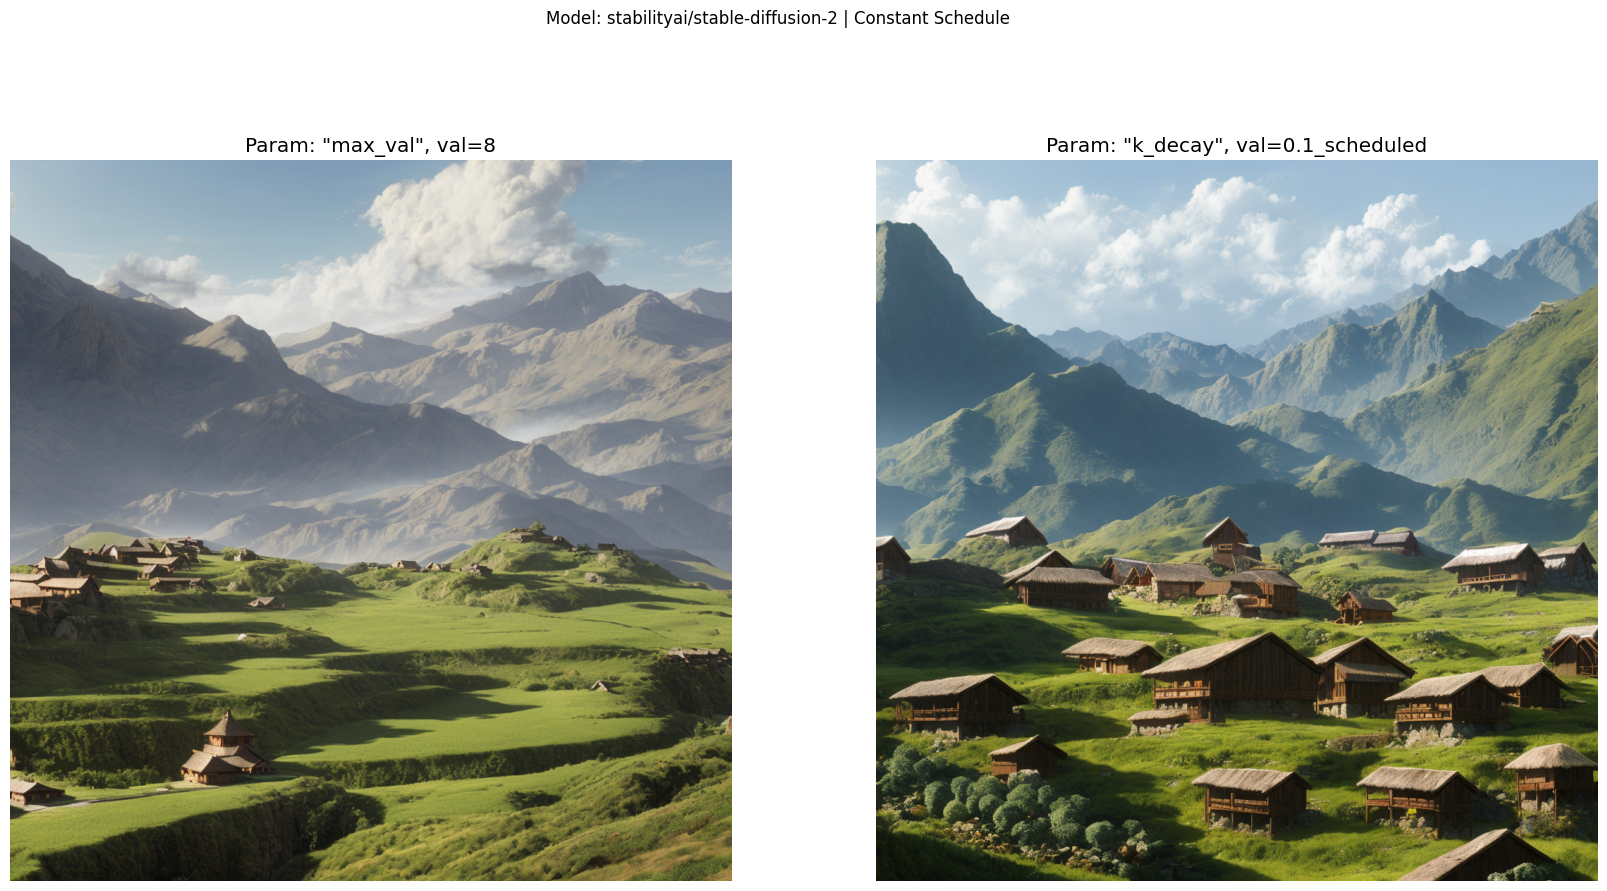 Model: stabilityai/stable-diffusion-2 | Constant Schedule
Param: "max_val", val=8
Param: "k_decay", val=0.1_scheduled